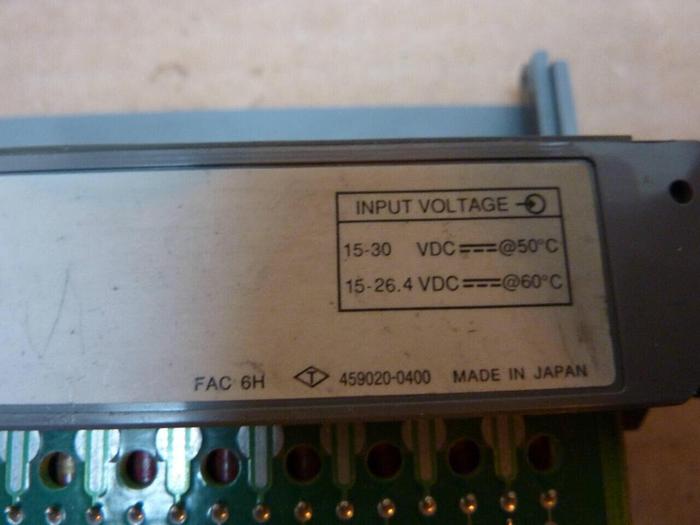 INPUT VOLTAGE
15-30 VDC @50°C
15-26.4 VDC @60°C
FAC 6H T 459020-0400 MADE IN JAPAN